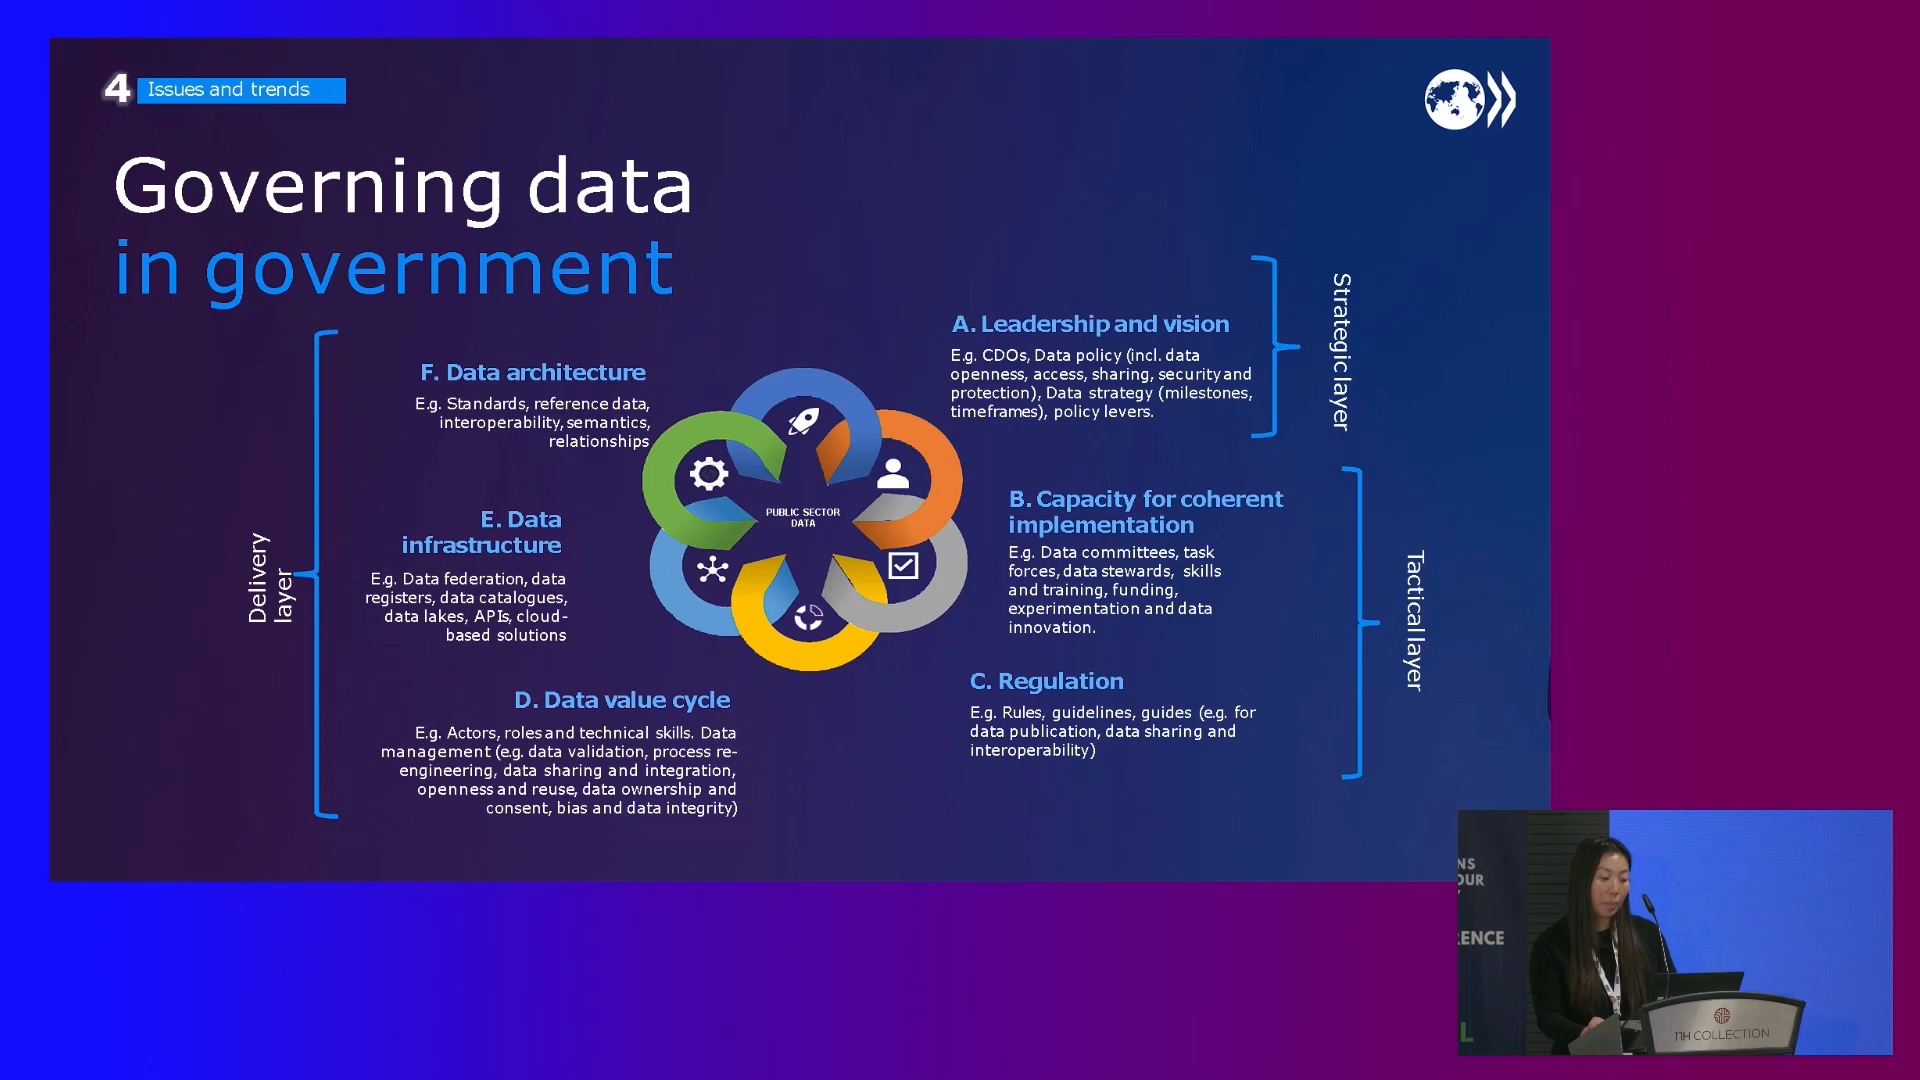 4 Issues and trends
Governing data
in government
A. Leadership and vision
E.g. CDOs, Data policy (incl. data
openness, access, sharing, security and
protection), Data strategy (milestones,
timeframes), policy levers.
Strategic layer
B. Capacity for coherent
implementation
E.g. Data committees, task
forces, data stewards, skills
and training, funding,
experimentation and data
innovation.
C. Regulation
E.g. Rules, guidelines, guides (e.g. for
data publication, data sharing and
interoperability)
Tactical layer
D. Data value cycle
E.g. Actors, roles and technical skills. Data
management (e.g. data validation, process re-
engineering, data sharing and integration,
openness and reuse, data ownership and
consent, bias and data integrity)
E. Data
infrastructure
E.g. Data federation, data
registers, data catalogues,
data lakes, APIs, cloud-
based solutions
F. Data architecture
E.g. Standards, reference data,
interoperability, semantics,
relationships
Delivery
layer
PUBLIC SECTOR
DATA
NH COLLECTION